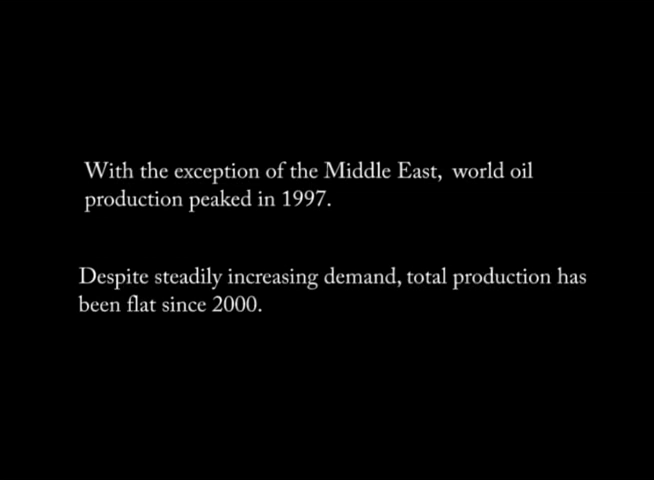 With the exception of the Middle East, world oil
production peaked in 1997.
Despite steadily increasing demand, total production has
been flat since 2000.